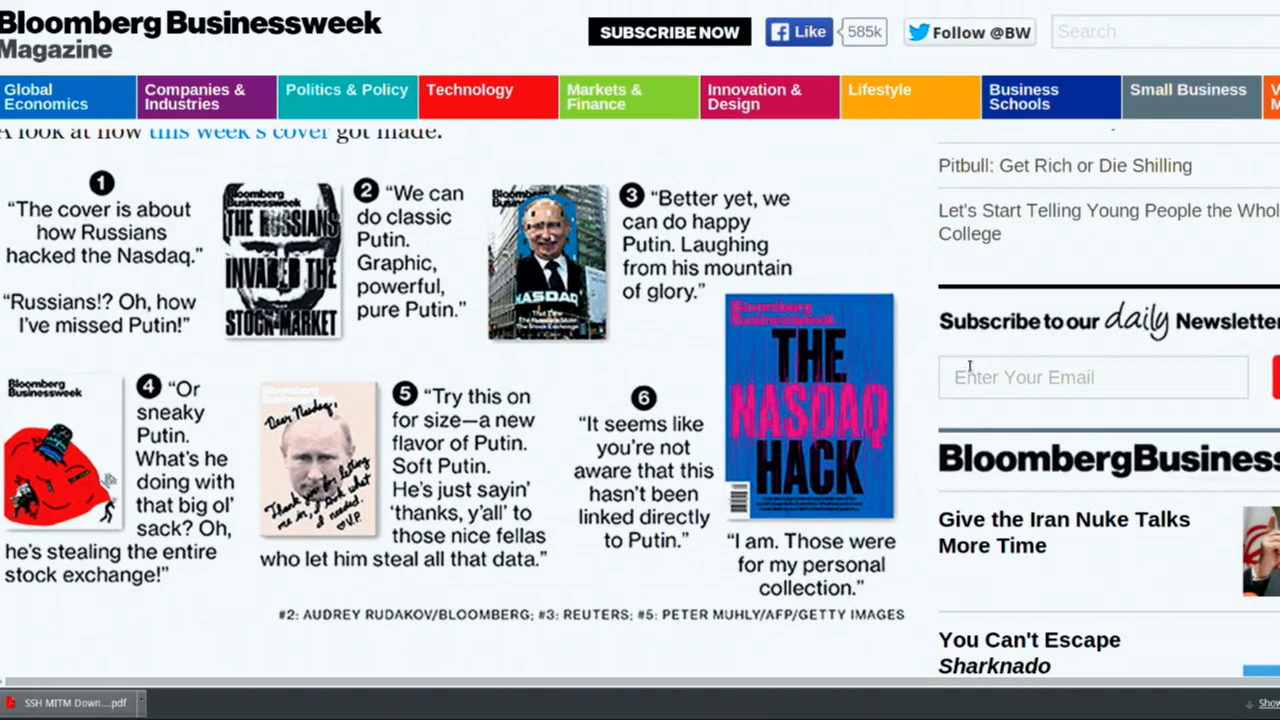 Bloomberg Businessweek
Magazine
SUBSCRIBE NOW
Like
585k
Follow @BW
Search
Global
Economics
Companies &
Industries
Politics & Policy
Technology
Markets &
Finance
Innovation &
Design
Lifestyle
Business
Schools
Small Business
A look at how this week's cover got made.
1
“The cover is about
how Russians
hacked the Nasdaq.”
“Russians!? Oh, how
I’ve missed Putin!”
Bloomberg
Businessweek
THE RUSSIANS
INVADED THE
STOCK MARKET
2 “We can
do classic
Putin.
Graphic,
powerful,
pure Putin.”
Bloomberg
NASDAQ
3 “Better yet, we
can do happy
Putin. Laughing
from his mountain
of glory.”
Bloomberg
Businessweek
4 “Or
sneaky
Putin.
What’s he
doing with
that big ol’
sack? Oh,
he’s stealing the entire
stock exchange!”
Dear Nasdaq,
Thank you for letting
me in, I took what
I needed.
V.P.
5 “Try this on
for size—a new
flavor of Putin.
Soft Putin.
He’s just sayin’
‘thanks, y’all’ to
those nice fellas
who let him steal all that data.”
6
“It seems like
you’re not
aware that this
hasn’t been
linked directly
to Putin.”
Bloomberg
Businessweek
THE
NASDAQ
HACK
“I am. Those were
for my personal
collection.”
#2: AUDREY RUDAKOV/BLOOMBERG; #3: REUTERS; #5: PETER MUHLY/AFP/GETTY IMAGES
Pitbull: Get Rich or Die Shilling
Let's Start Telling Young People the Whol
College
Subscribe to our daily Newsletter
Enter Your Email
BloombergBusiness
Give the Iran Nuke Talks
More Time
You Can't Escape
Sharknado
SSH MITM Down....pdf
Show